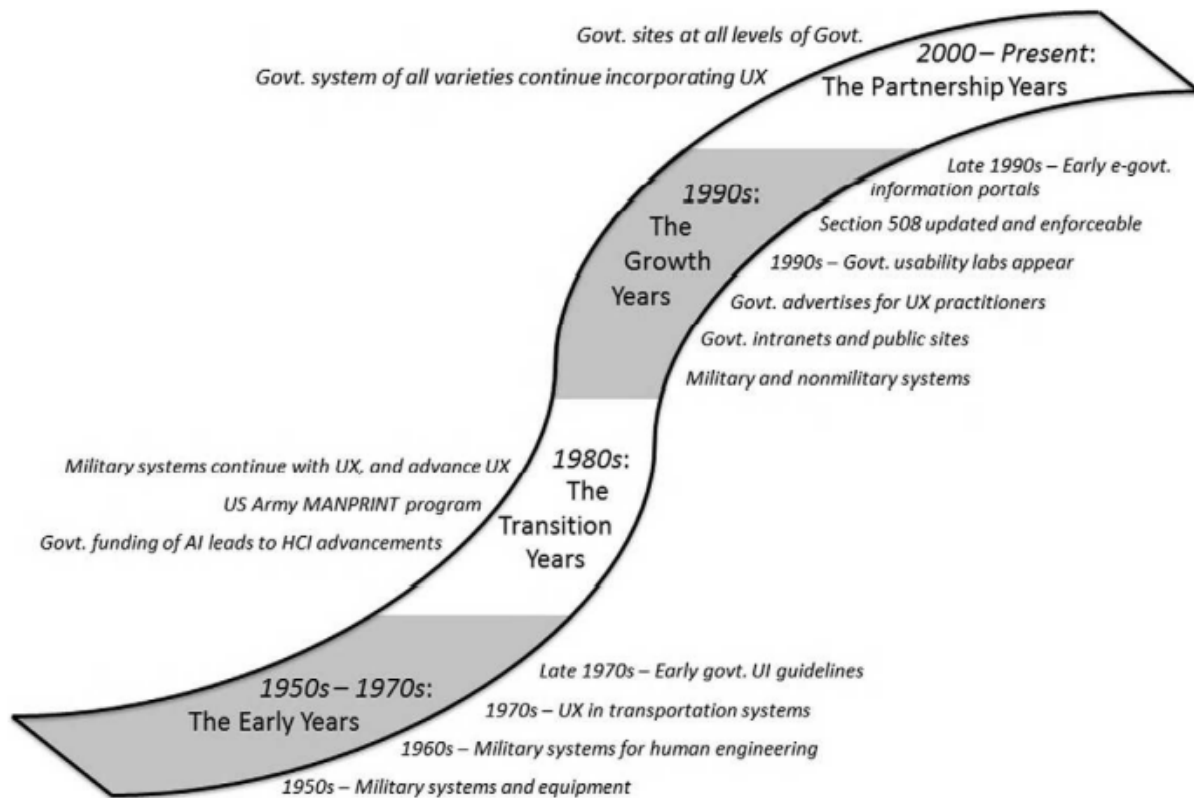 Govt. sites at all levels of Govt.
Govt. system of all varieties continue incorporating UX
2000 – Present:
The Partnership Years
Late 1990s – Early e-govt.
information portals
Section 508 updated and enforceable
1990s – Govt. usability labs appear
Govt. advertises for UX practitioners
Govt. intranets and public sites
Military and nonmilitary systems
1990s:
The
Growth
Years
Military systems continue with UX, and advance UX
US Army MANPRINT program
Govt. funding of AI leads to HCI advancements
1980s:
The
Transition
Years
1950s – 1970s:
The Early Years
Late 1970s – Early govt. UI guidelines
1970s – UX in transportation systems
1960s – Military systems for human engineering
1950s – Military systems and equipment